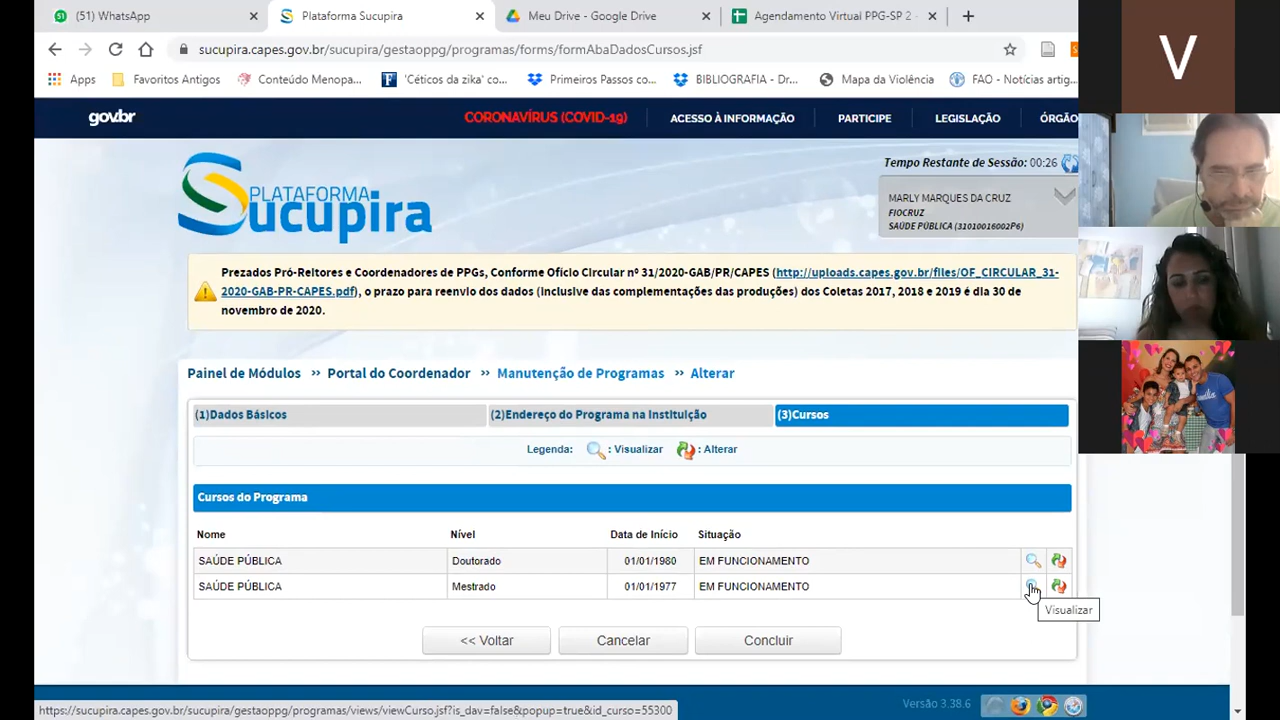 (51) WhatsApp
Plataforma Sucupira
Meu Drive - Google Drive
Agendamento Virtual PPG-SP 2 -
sucupira.capes.gov.br/sucupira/gestaoppg/programas/forms/formAbaDadosCursos.jsf
Apps
Favoritos Antigos
Conteúdo Menopa...
'Céticos da zika' co...
Primeiros Passos co...
BIBLIOGRAFIA - Dr...
Mapa da Violência
FAO - Notícias artig...
V
gov.br
CORONAVÍRUS (COVID-19)
ACESSO À INFORMAÇÃO
PARTICIPE
LEGISLAÇÃO
ÓRGÃO
PLATAFORMA
Sucupira
Tempo Restante de Sessão: 00:26
MARLY MARQUES DA CRUZ
FIOCRUZ
SAÚDE PÚBLICA (31010016002P6)
Prezados Pró-Reitores e Coordenadores de PPGs, Conforme Ofício Circular nº 31/2020-GAB/PR/CAPES (http://uploads.capes.gov.br/files/OF_CIRCULAR_31-
2020-GAB-PR-CAPES.pdf), o prazo para reenvio dos dados (inclusive das complementações das produções) dos Coletas 2017, 2018 e 2019 é dia 30 de
novembro de 2020.
Painel de Módulos » Portal do Coordenador » Manutenção de Programas » Alterar
(1)Dados Básicos
(2)Endereço do Programa na Instituição
(3)Cursos
Legenda: : Visualizar : Alterar
Cursos do Programa
Nome Nível Data de Início Situação
SAÚDE PÚBLICA Doutorado 01/01/1980 EM FUNCIONAMENTO
SAÚDE PÚBLICA Mestrado 01/01/1977 EM FUNCIONAMENTO
Visualizar
<< Voltar
Cancelar
Concluir
Versão 3.38.6
https://sucupira.capes.gov.br/sucupira/gestaoppg/programas/views/viewCurso.jsf?is_dav=false&popup=true&id_curso=55300